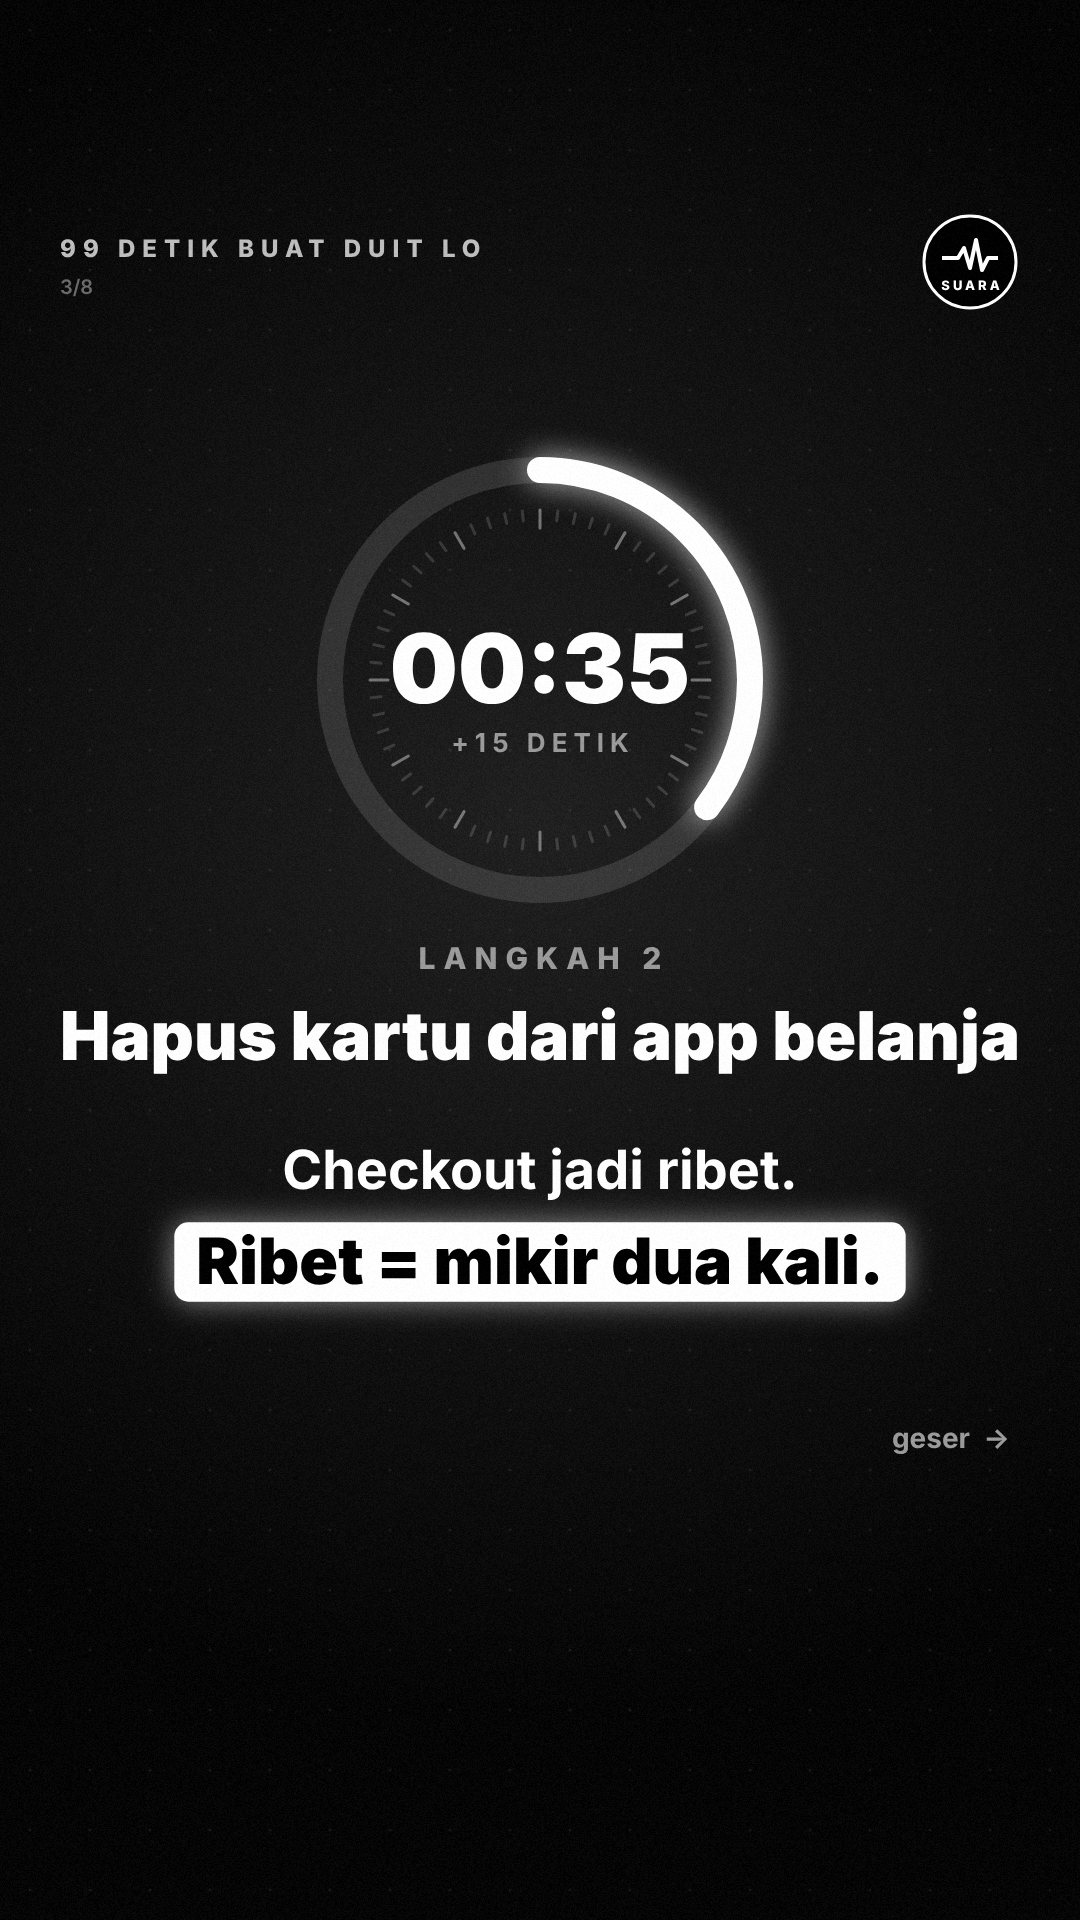 99 DETIK BUAT DUIT LO
3/8
SUARA
00:35
+15 DETIK
LANGKAH 2
Hapus kartu dari app belanja
Checkout jadi ribet.
Ribet = mikir dua kali.
geser →